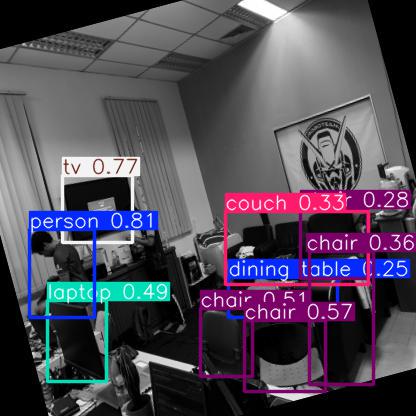 tv 0.77
person 0.81
couch 0.33
chair 0.28
chair 0.36
dining table 0.25
laptop 0.49
chair 0.51
chair 0.57